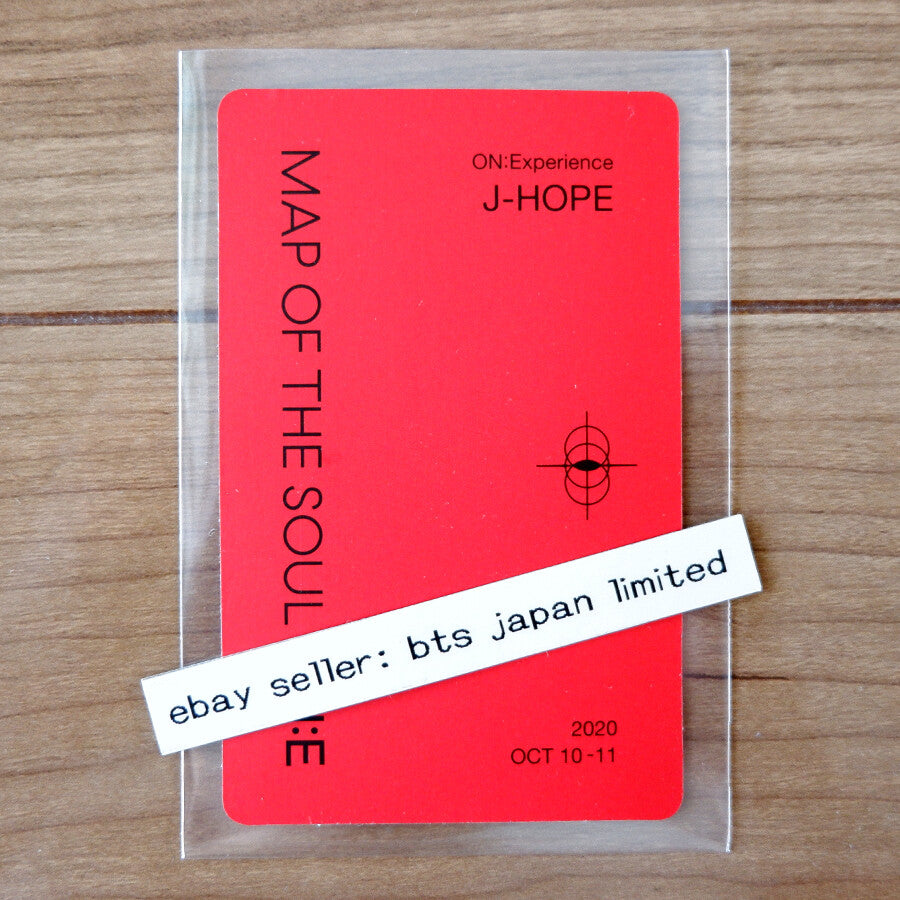 MAP OF THE SOUL
:E
ON:Experience
J-HOPE
ebay seller: bts japan limited
2020
OCT 10-11